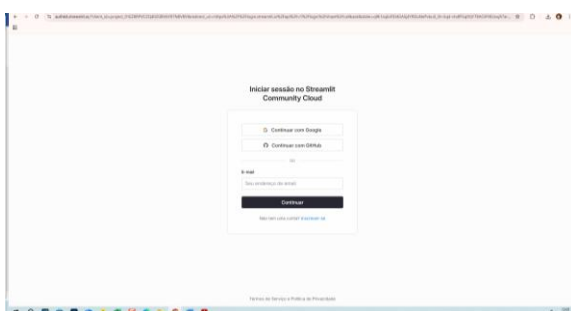 Iniciar sessão no Streamlit
Community Cloud
Continuar com Google
Continuar com GitHub
OU
E-mail
Seu endereço de email
Continuar
Não tem uma conta? Inscrever-se
Termos de Serviço e Política de Privacidade